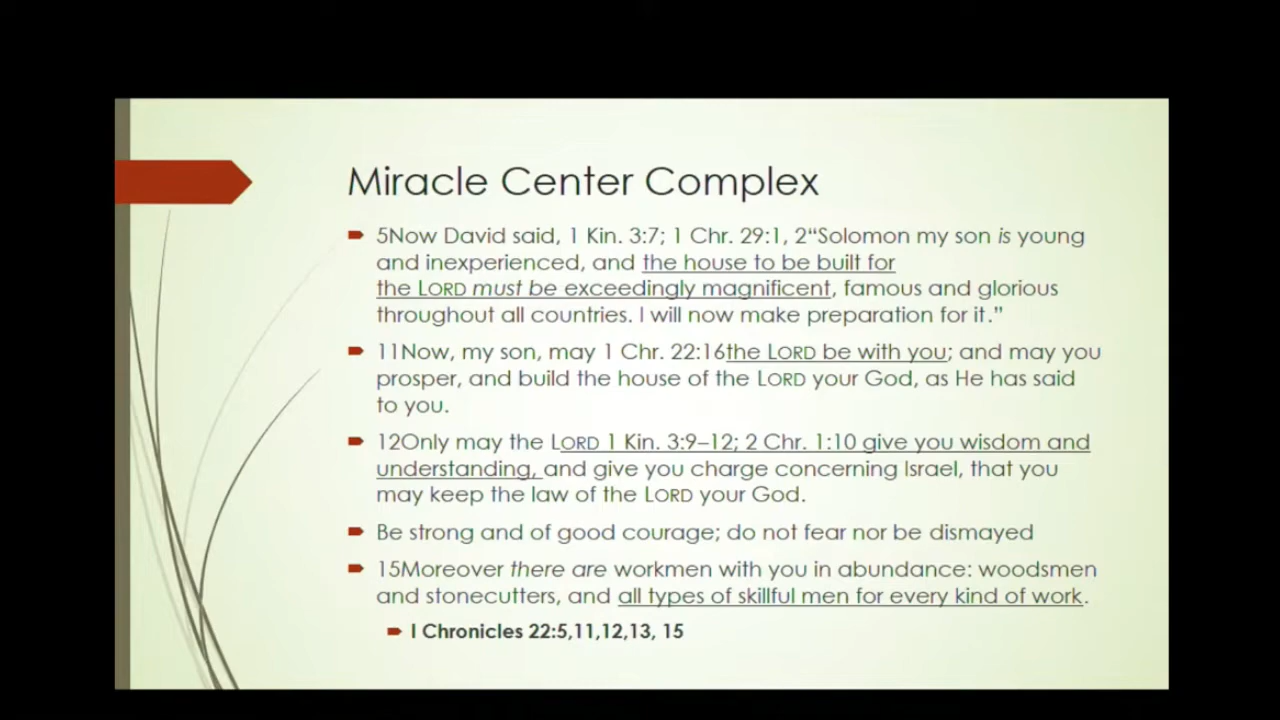 Miracle Center Complex
5Now David said, 1 Kin. 3:7; 1 Chr. 29:1, 2“Solomon my son is young
and inexperienced, and the house to be built for
the LORD must be exceedingly magnificent, famous and glorious
throughout all countries. I will now make preparation for it.”
11Now, my son, may 1 Chr. 22:16the LORD be with you; and may you
prosper, and build the house of the LORD your God, as He has said
to you.
12Only may the LORD 1 Kin. 3:9–12; 2 Chr. 1:10 give you wisdom and
understanding, and give you charge concerning Israel, that you
may keep the law of the LORD your God.
Be strong and of good courage; do not fear nor be dismayed
15Moreover there are workmen with you in abundance: woodsmen
and stonecutters, and all types of skillful men for every kind of work.
I Chronicles 22:5,11,12,13, 15